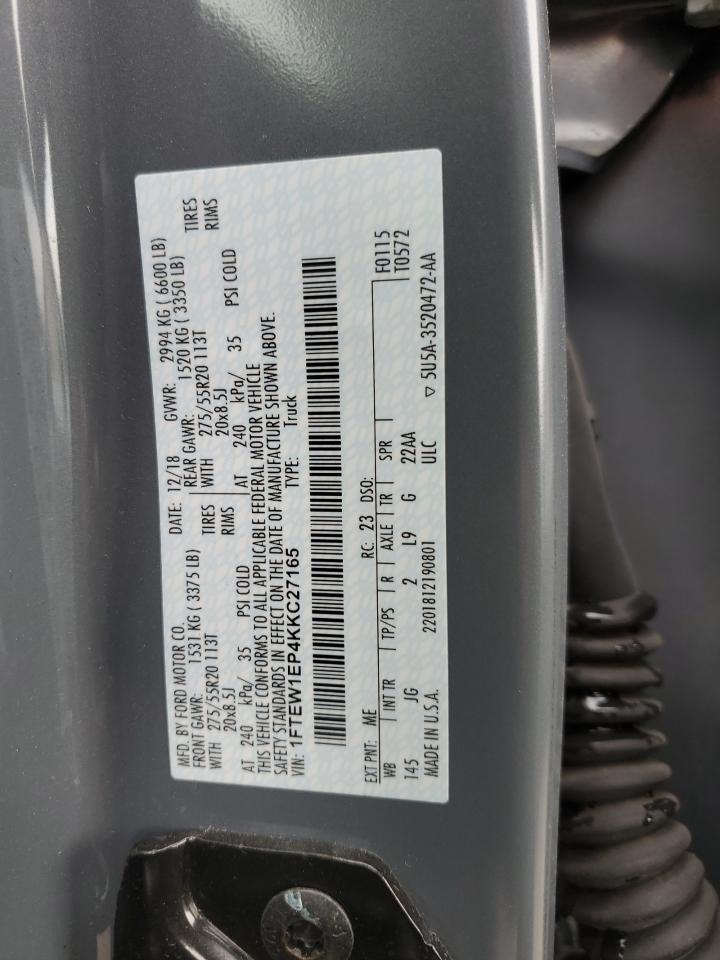 MFD. BY FORD MOTOR CO. DATE: 12/18 GVWR: 2994 KG ( 6600 LB)
FRONT GAWR: 1531 KG ( 3375 LB) REAR GAWR: 1520 KG ( 3350 LB)
WITH 275/55R20 113T TIRES WITH 275/55R20 113T TIRES
20x8.5J RIMS 20x8.5J RIMS
AT 240 kPa/ 35 PSI COLD AT 240 kPa/ 35 PSI COLD
THIS VEHICLE CONFORMS TO ALL APPLICABLE FEDERAL MOTOR VEHICLE
SAFETY STANDARDS IN EFFECT ON THE DATE OF MANUFACTURE SHOWN ABOVE.
VIN: 1FTEW1EP4KKC27165 TYPE: Truck
EXT PNT: ME RC: 23 DSO: F0115
WB INT TR TP/PS R AXLE TR SPR T0572
145 JG 2 L9 G 22AA
MADE IN U.S.A. 2201812190801 ULC ▽ 5U5A-3520472-AA